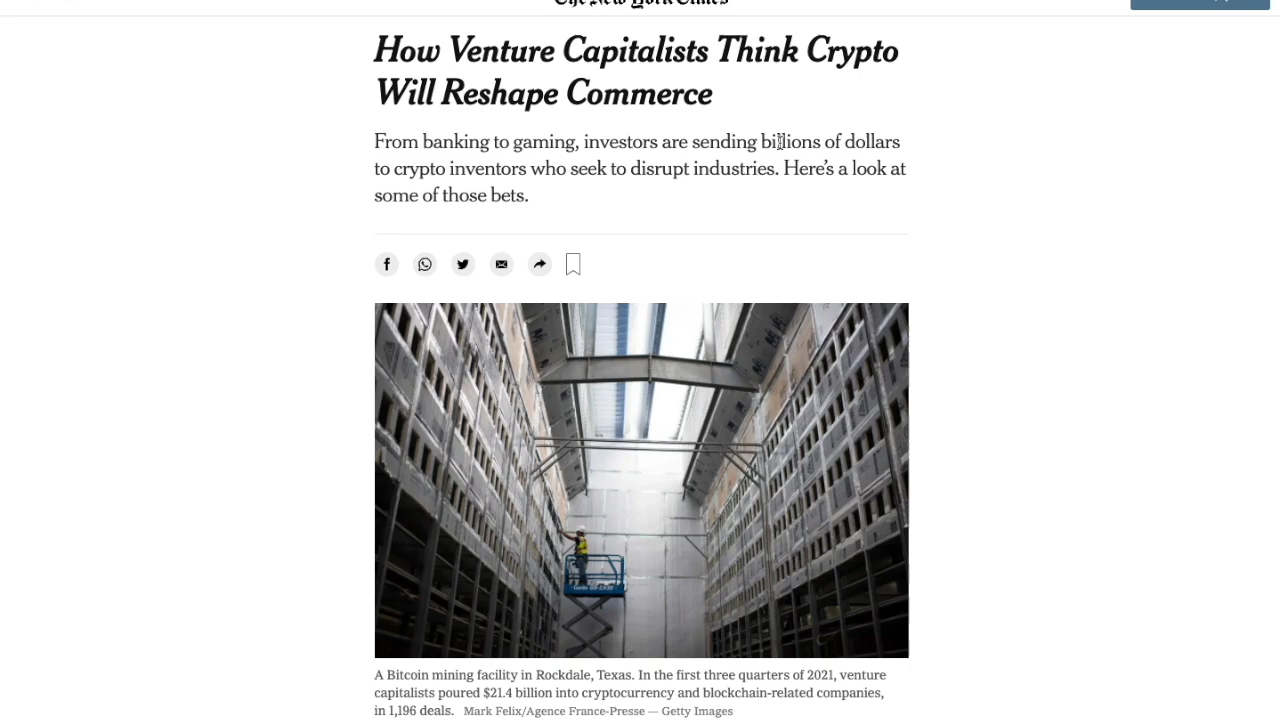 The New York Times
How Venture Capitalists Think Crypto
Will Reshape Commerce
From banking to gaming, investors are sending billions of dollars
to crypto inventors who seek to disrupt industries. Here's a look at
some of those bets.
Genie GS-1930
A Bitcoin mining facility in Rockdale, Texas. In the first three quarters of 2021, venture
capitalists poured $21.4 billion into cryptocurrency and blockchain-related companies,
in 1,196 deals. Mark Felix/Agence France-Presse — Getty Images